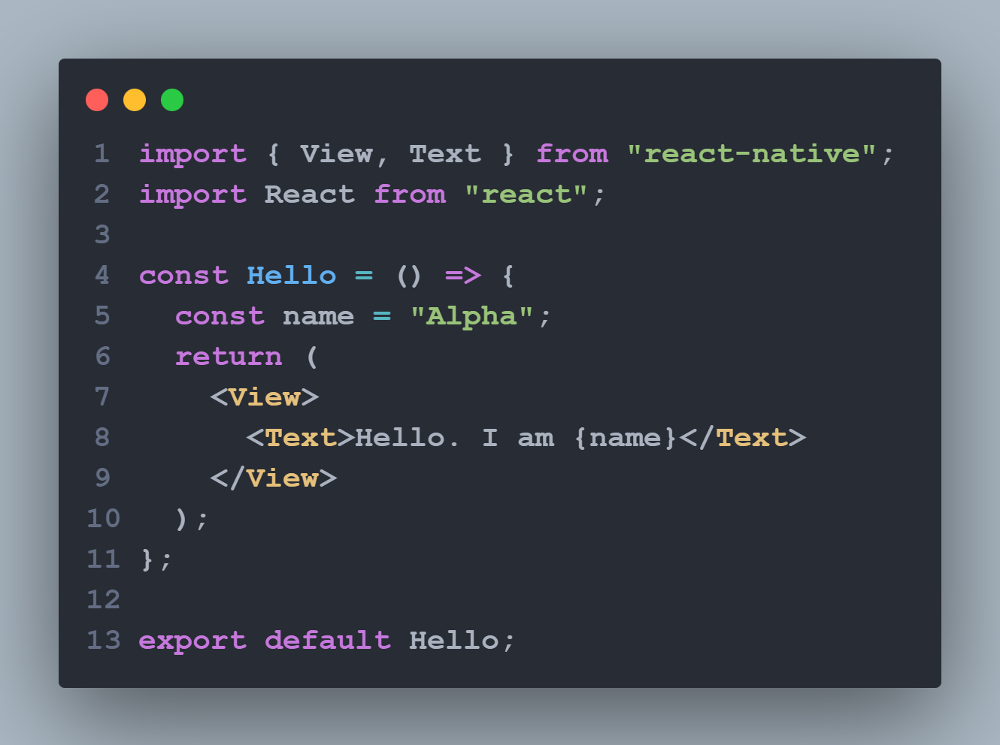 1 import { View, Text } from "react-native";
2 import React from "react";
3
4 const Hello = () => {
5   const name = "Alpha";
6   return (
7     <View>
8       <Text>Hello. I am {name}</Text>
9     </View>
10   );
11 };
12
13 export default Hello;